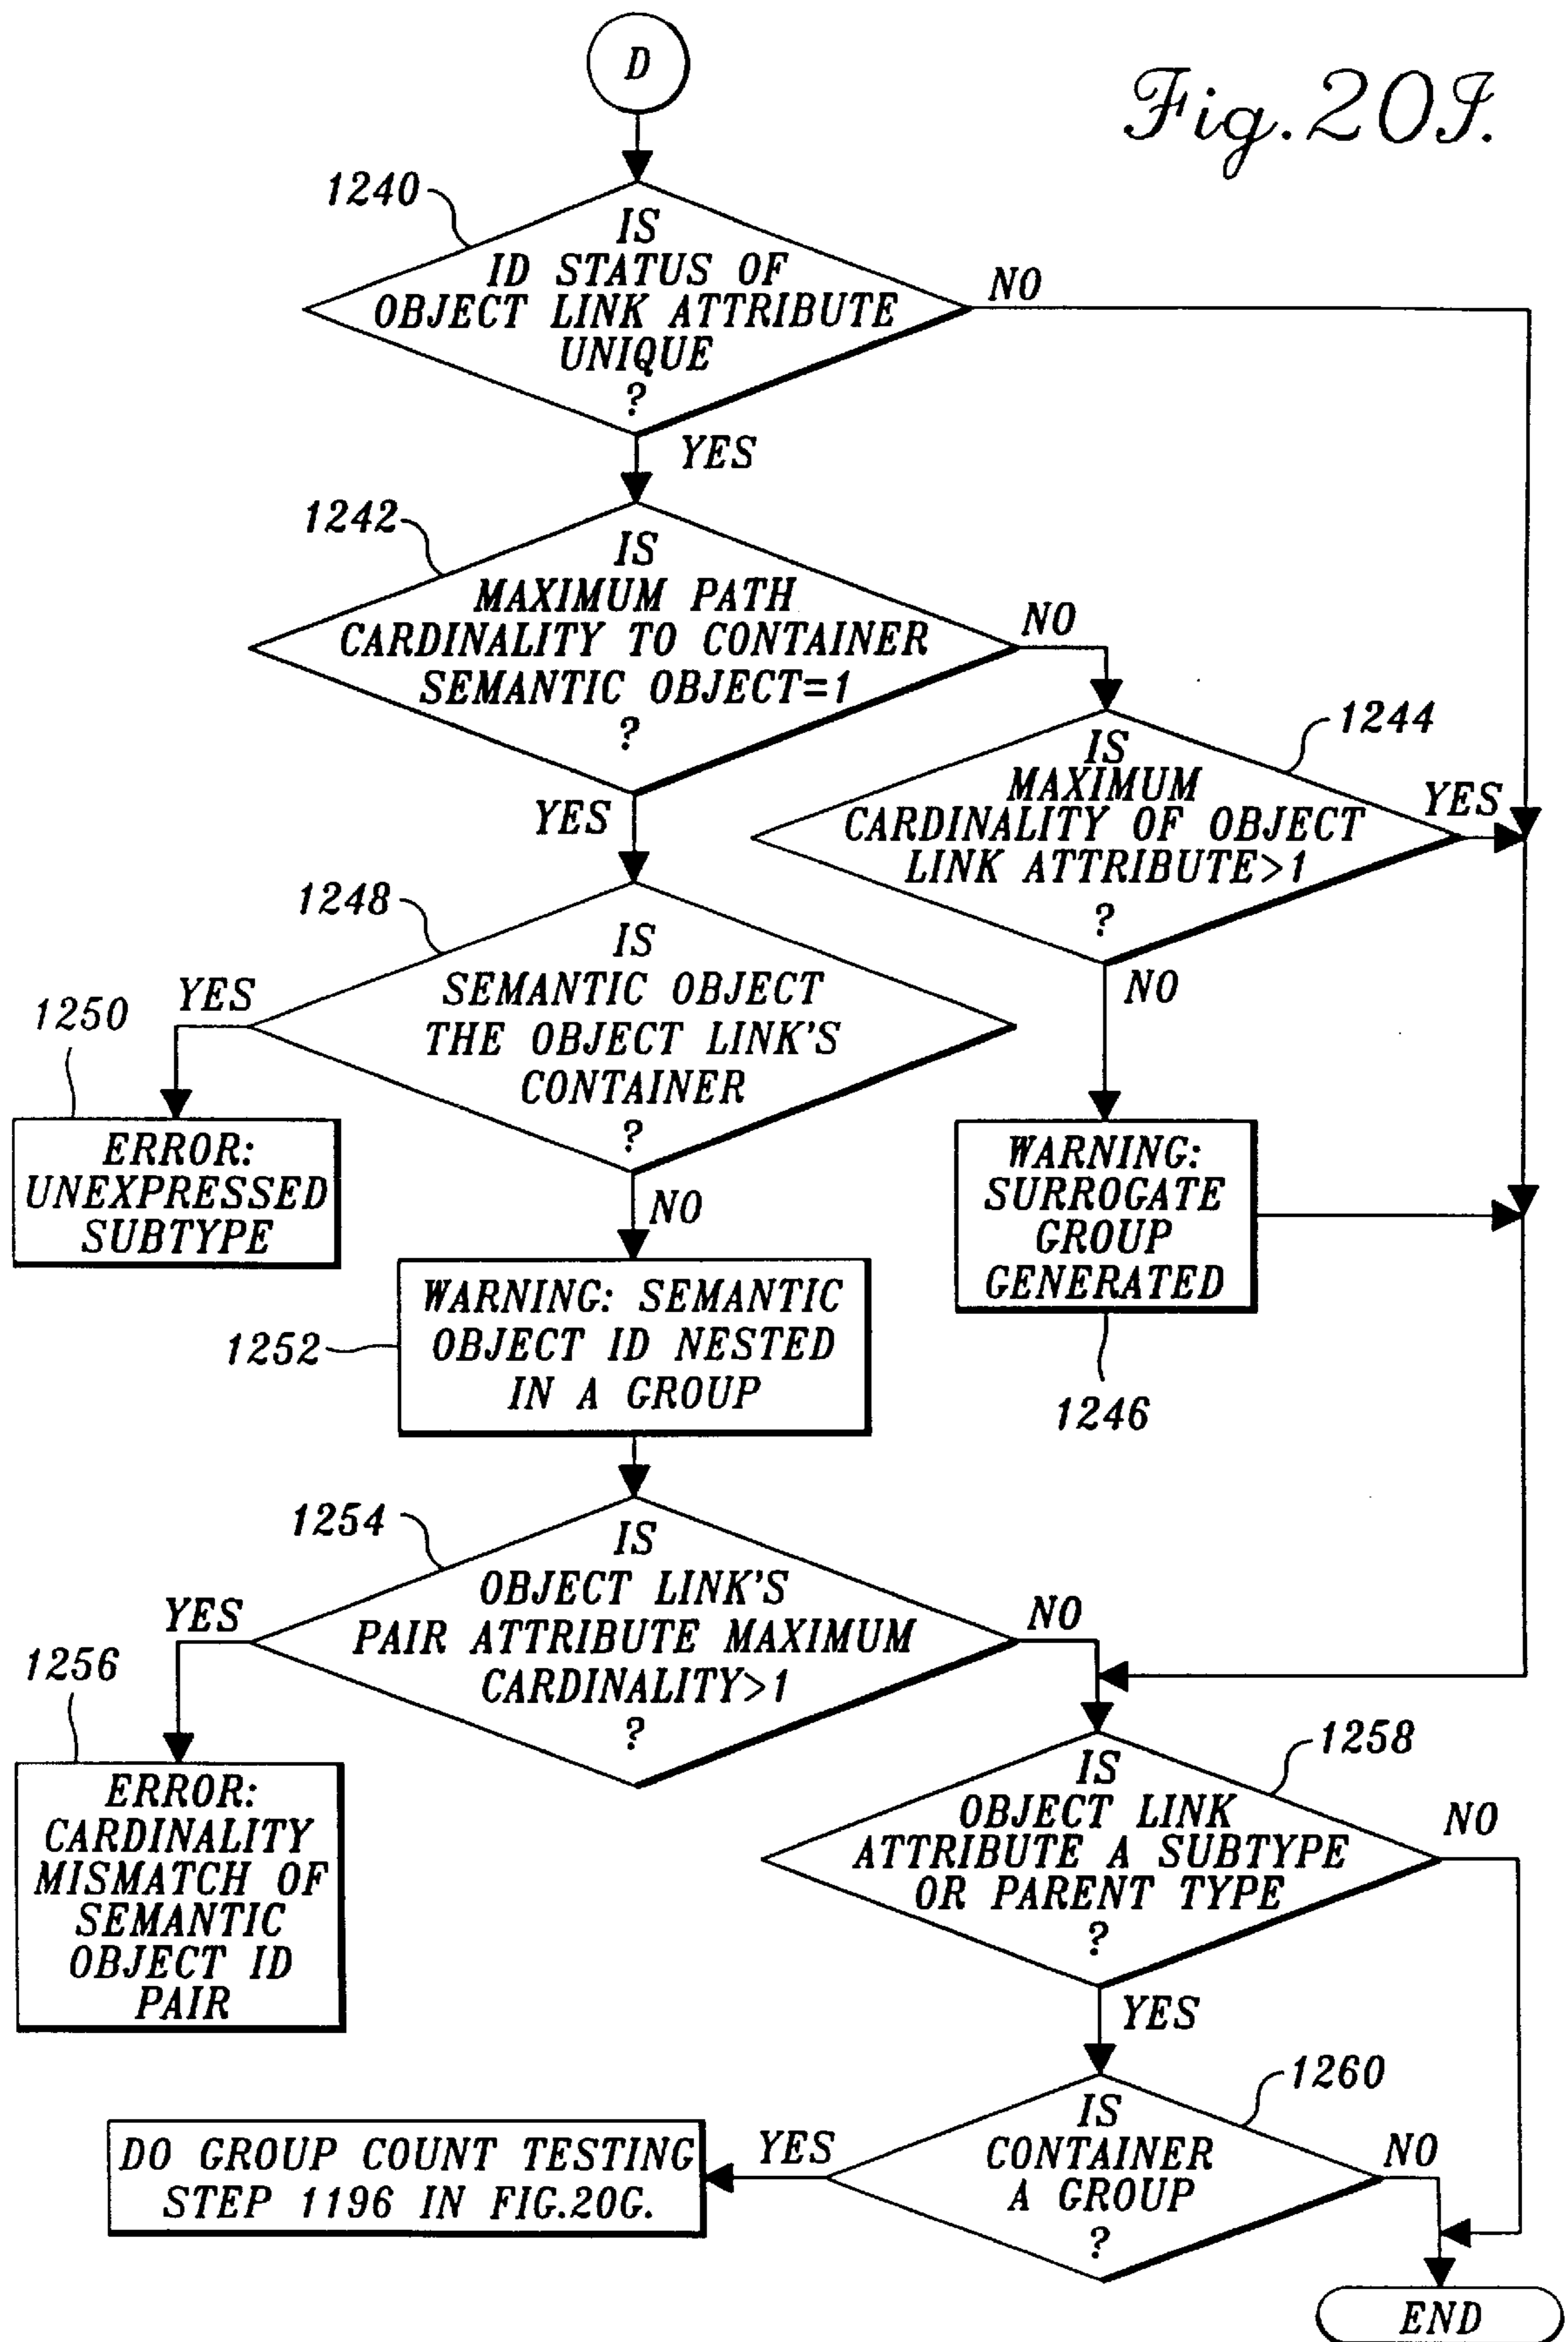 D
Fig.20I.
1240
IS
ID STATUS OF
OBJECT LINK ATTRIBUTE
UNIQUE
?
NO
YES
1242
IS
MAXIMUM PATH
CARDINALITY TO CONTAINER
SEMANTIC OBJECT=1
?
NO
YES
1244
IS
MAXIMUM
CARDINALITY OF OBJECT
LINK ATTRIBUTE>1
?
YES
NO
1248
IS
SEMANTIC OBJECT
THE OBJECT LINK'S
CONTAINER
?
YES
NO
1250
ERROR:
UNEXPRESSED
SUBTYPE
WARNING:
SURROGATE
GROUP
GENERATED
1246
1252
WARNING: SEMANTIC
OBJECT ID NESTED
IN A GROUP
1254
IS
OBJECT LINK'S
PAIR ATTRIBUTE MAXIMUM
CARDINALITY>1
?
YES
NO
1256
ERROR:
CARDINALITY
MISMATCH OF
SEMANTIC
OBJECT ID
PAIR
1258
IS
OBJECT LINK
ATTRIBUTE A SUBTYPE
OR PARENT TYPE
?
NO
YES
1260
IS
CONTAINER
A GROUP
?
YES
NO
DO GROUP COUNT TESTING
STEP 1196 IN FIG.20G.
END